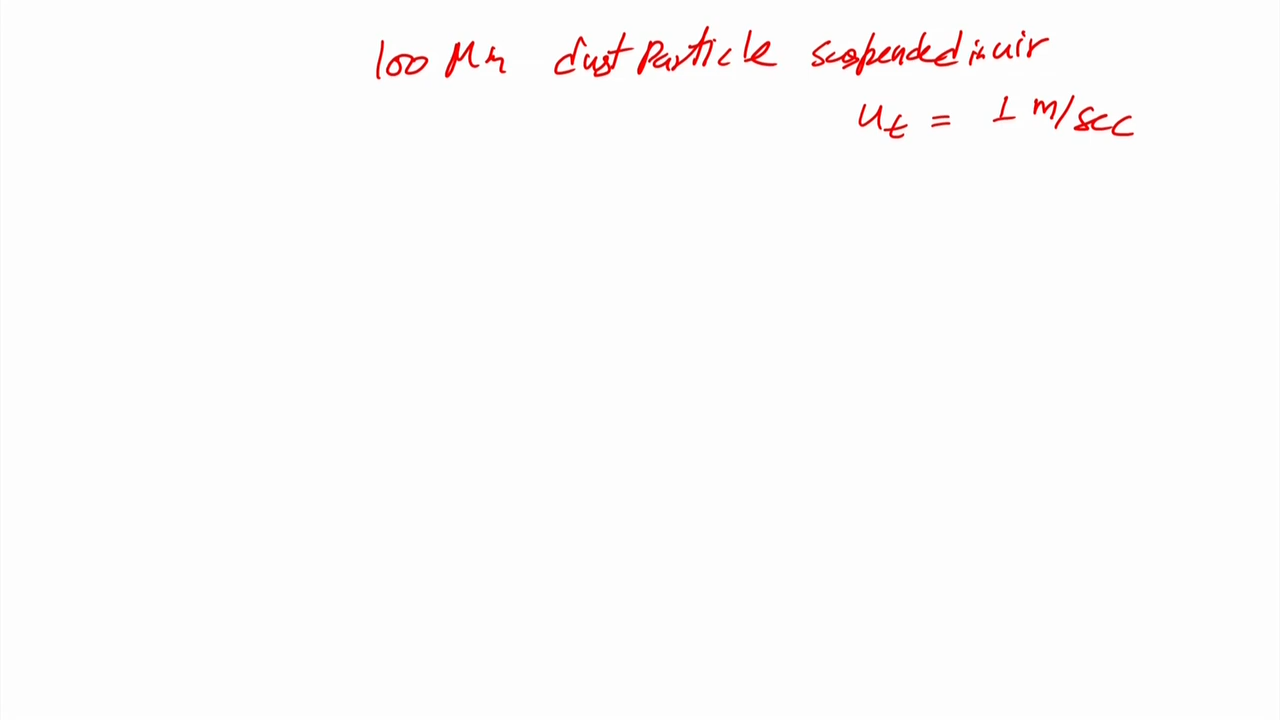 100 μm dust particle suspended in air
u_t = 1 m/sec